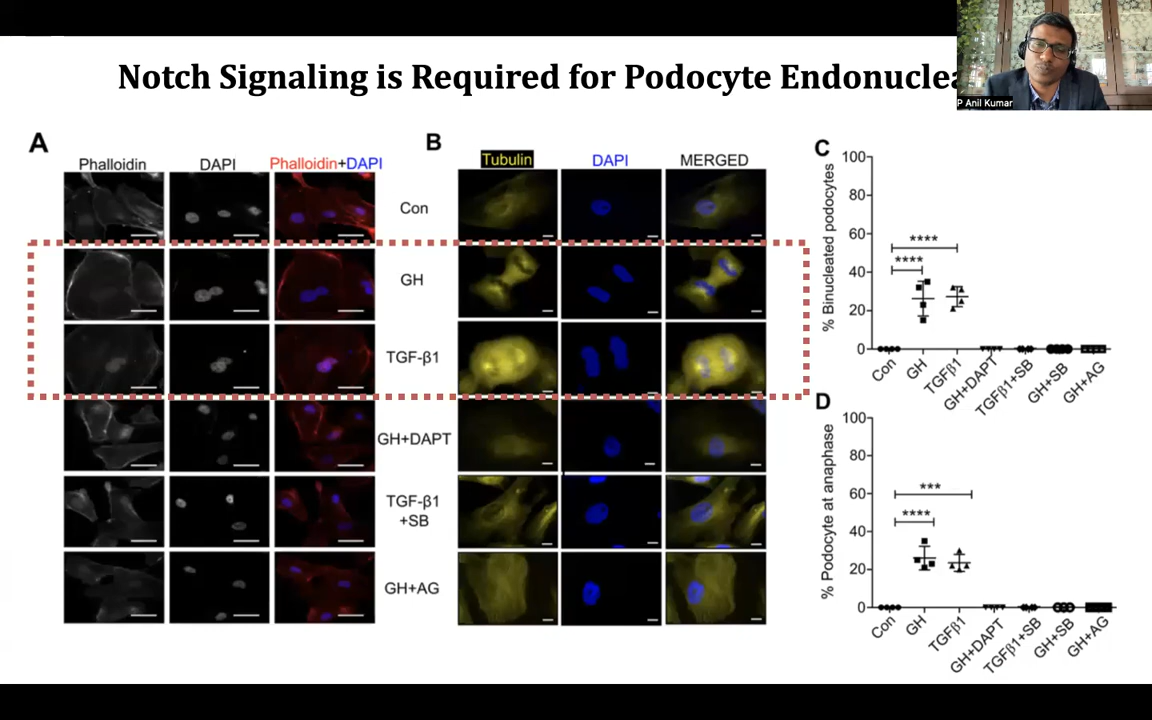 Notch Signaling is Required for Podocyte Endonuclea
P Anil Kumar
A
Phalloidin
DAPI
Phalloidin+DAPI
Con
GH
TGF-β1
GH+DAPT
TGF-β1
+SB
GH+AG
B
Tubulin
DAPI
MERGED
C
% Binucleated podocytes
100
80
60
40
20
0
****
****
Con
GH
TGFβ1
GH+DAPT
TGFβ1+SB
GH+SB
GH+AG
D
% Podocyte at anaphase
100
80
60
40
20
0
***
****
Con
GH
TGFβ1
GH+DAPT
TGFβ1+SB
GH+SB
GH+AG